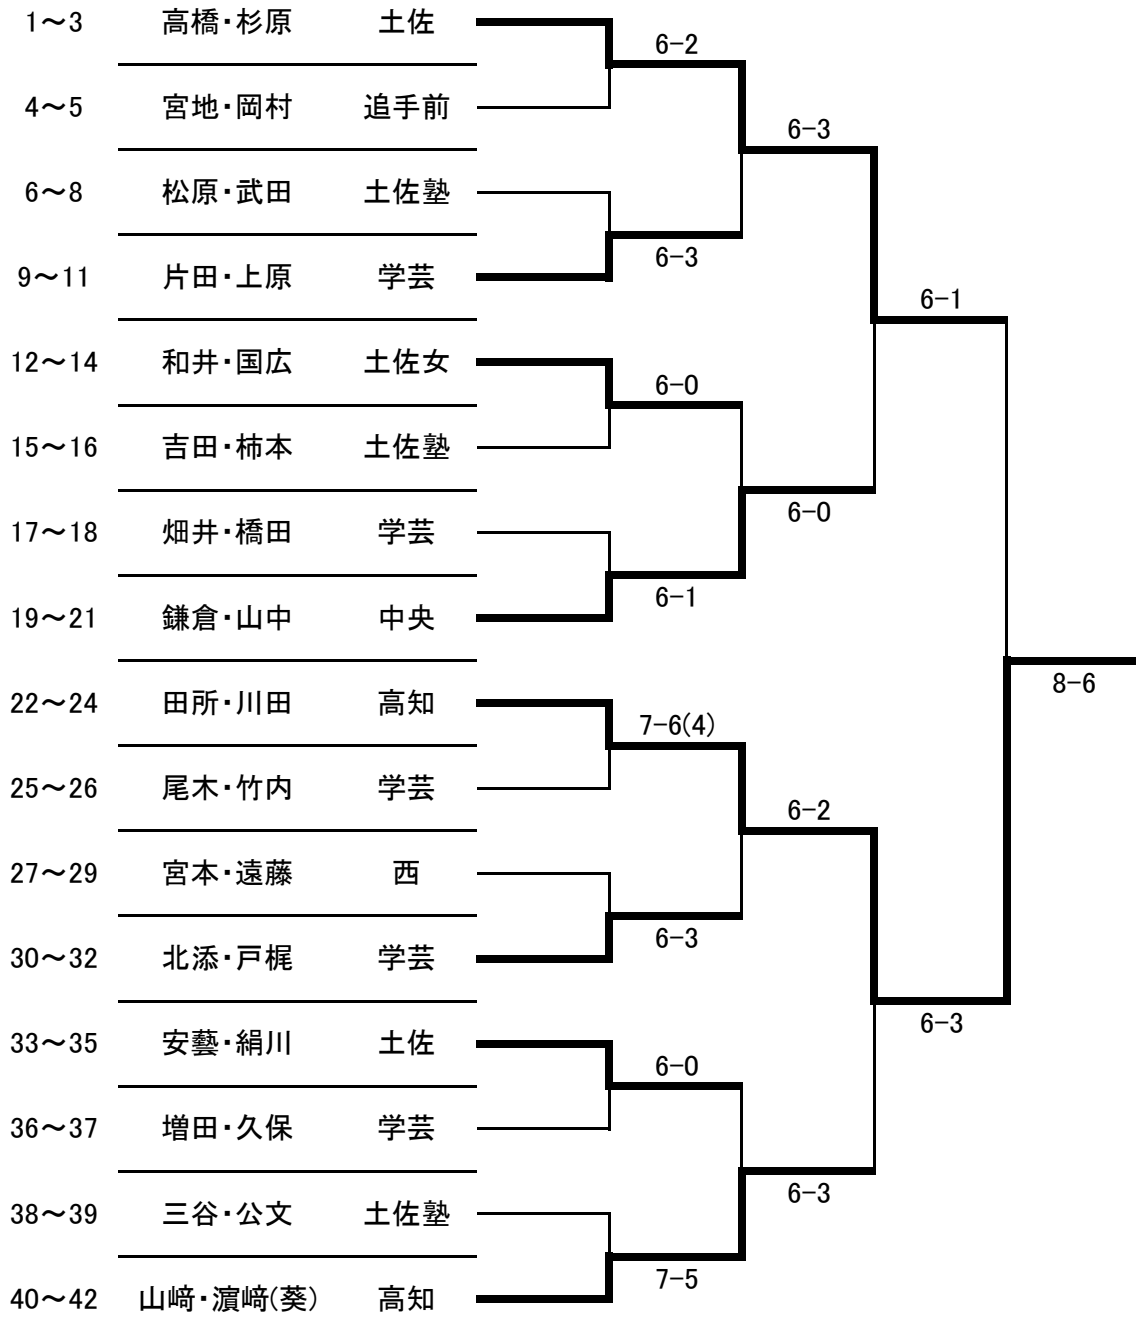 1～3 高橋・杉原 土佐
6-2
4～5 宮地・岡村 追手前
6-3
6～8 松原・武田 土佐塾
6-3
9～11 片田・上原 学芸
6-1
12～14 和井・国広 土佐女
6-0
15～16 吉田・柿本 土佐塾
6-0
17～18 畑井・橋田 学芸
6-1
19～21 鎌倉・山中 中央
8-6
22～24 田所・川田 高知
7-6(4)
25～26 尾木・竹内 学芸
6-2
27～29 宮本・遠藤 西
6-3
30～32 北添・戸梶 学芸
6-3
33～35 安藝・絹川 土佐
6-0
36～37 増田・久保 学芸
6-3
38～39 三谷・公文 土佐塾
7-5
40～42 山﨑・濵﨑(葵) 高知